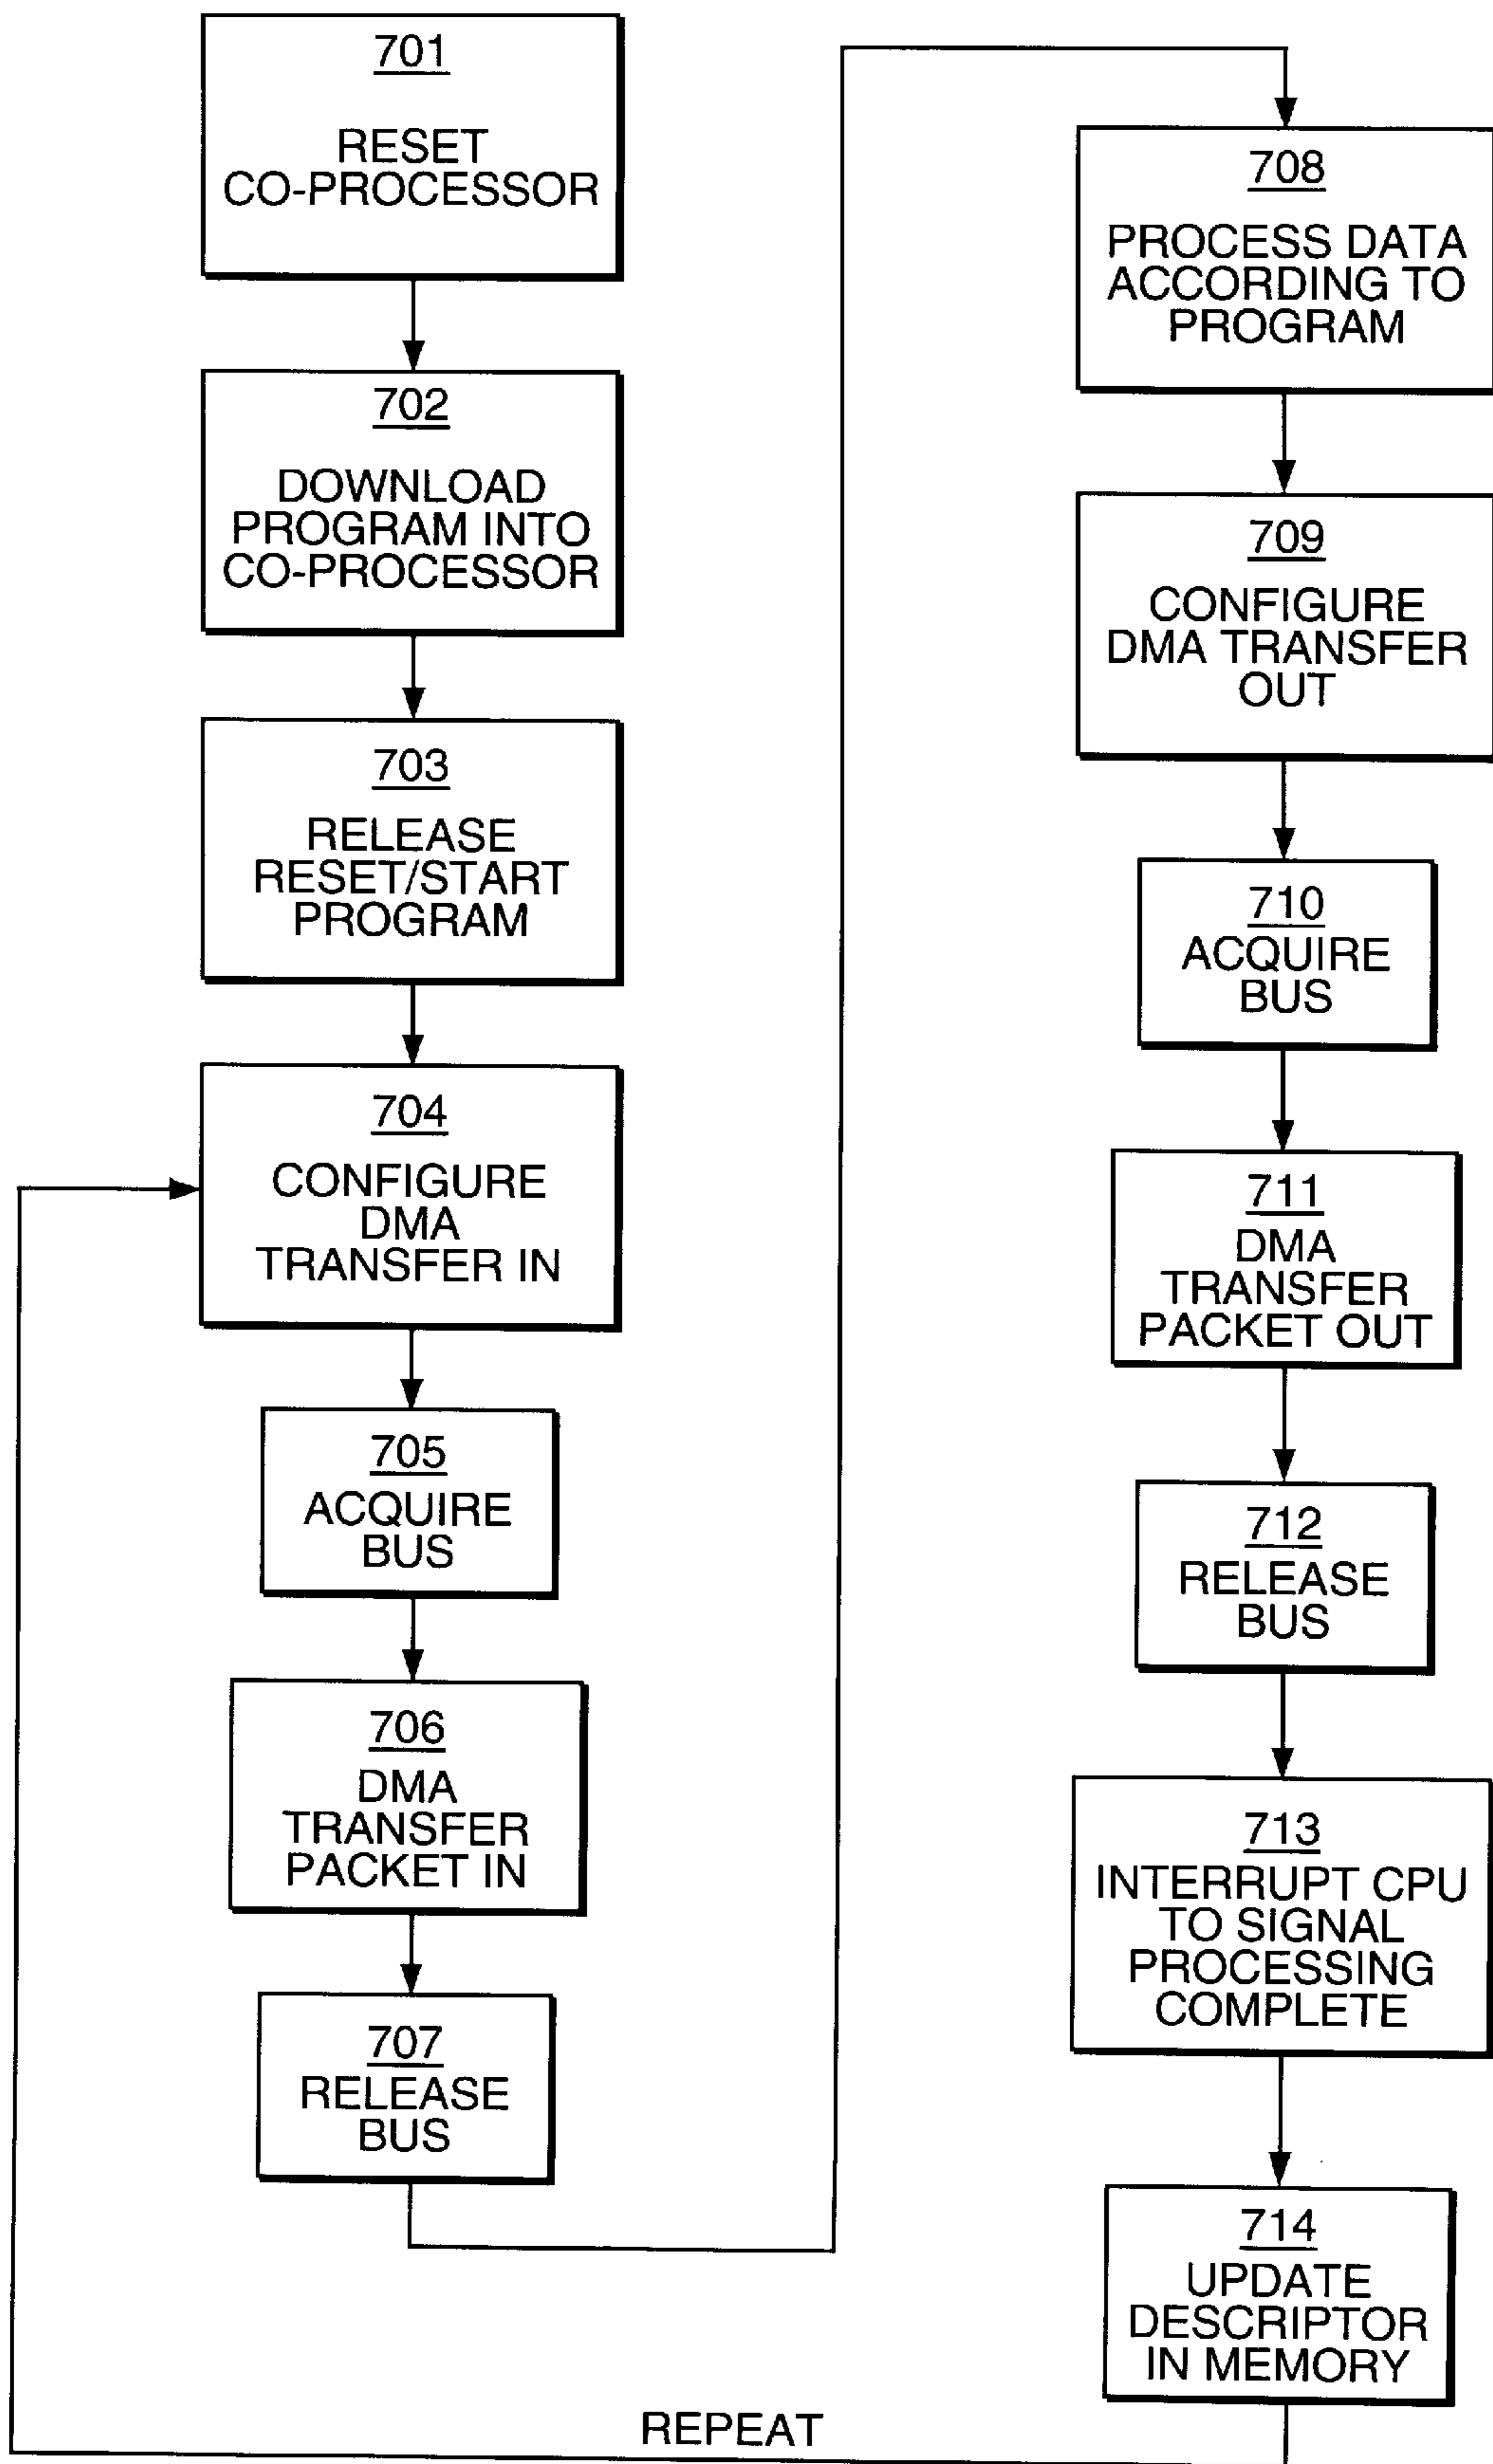 701
RESET
CO-PROCESSOR
702
DOWNLOAD
PROGRAM INTO
CO-PROCESSOR
703
RELEASE
RESET/START
PROGRAM
704
CONFIGURE
DMA
TRANSFER IN
705
ACQUIRE
BUS
706
DMA
TRANSFER
PACKET IN
707
RELEASE
BUS
708
PROCESS DATA
ACCORDING TO
PROGRAM
709
CONFIGURE
DMA TRANSFER
OUT
710
ACQUIRE
BUS
711
DMA
TRANSFER
PACKET OUT
712
RELEASE
BUS
713
INTERRUPT CPU
TO SIGNAL
PROCESSING
COMPLETE
714
UPDATE
DESCRIPTOR
IN MEMORY
REPEAT